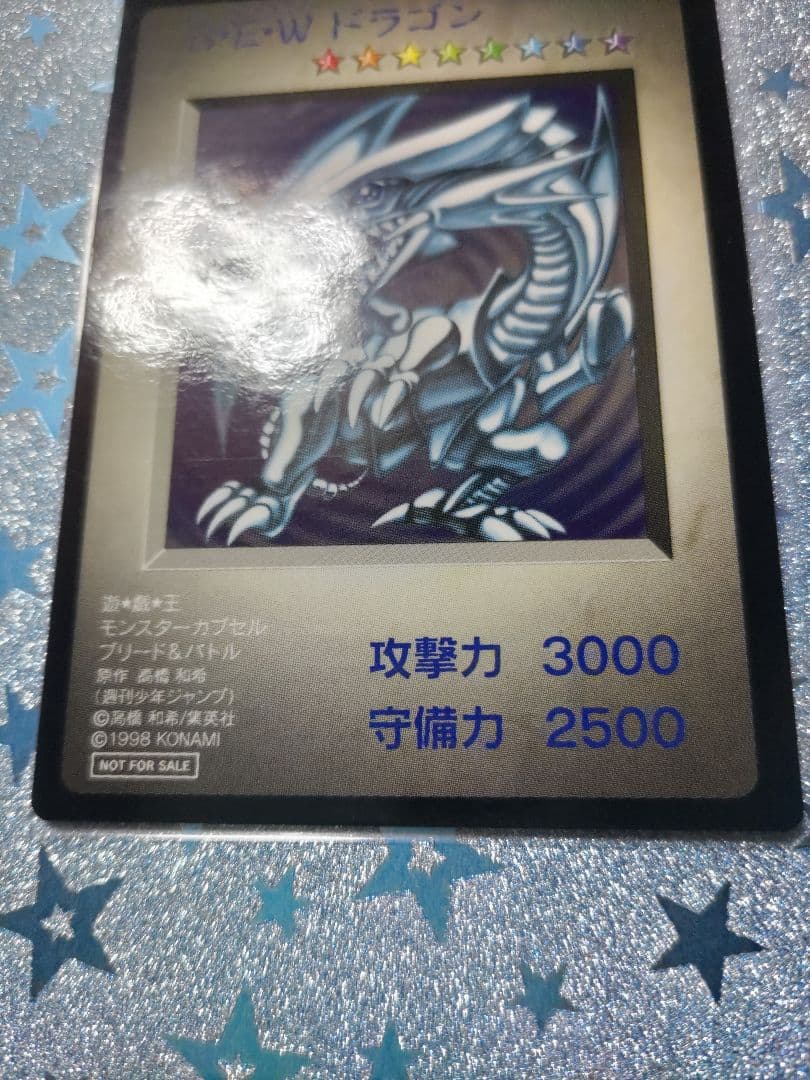 B・E・W ドラゴン
遊★戯★王
モンスターカプセル
ブリード&バトル
原作 高橋 和希
(週刊少年ジャンプ)
©高橋 和希/集英社
©1998 KONAMI
NOT FOR SALE
攻撃力 3000
守備力 2500